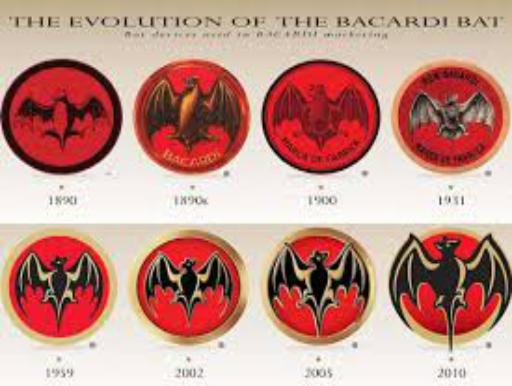 THE EVOLUTION OF THE BACARDI BAT
Bat devices used in BACARDI marketing
BACARDI
MARCA DE FABRICA
RON BACARDI
MARCA DE FABRICA
1890
1890s
1900
1931
1959
2002
2005
2010